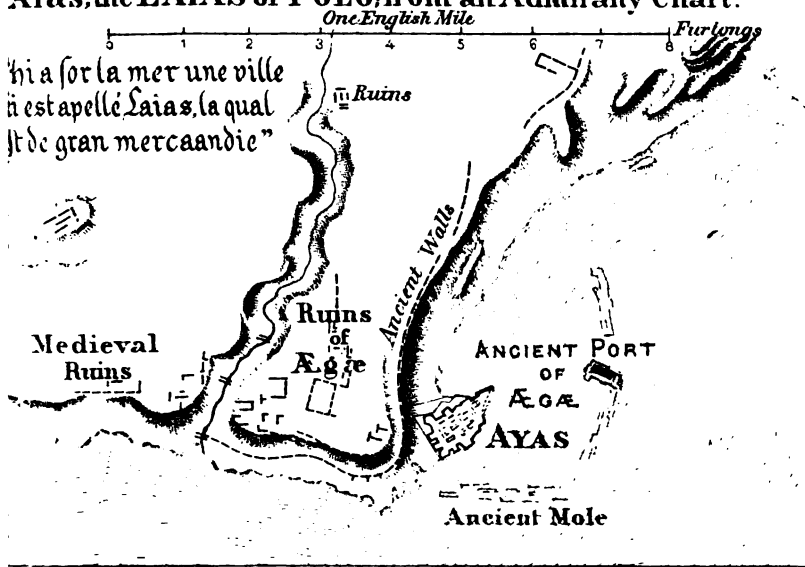 Aias, the LAIAS of POLO, from an Admiralty Chart.
One English Mile
0 1 2 3 4 5 6 7 8 Furlongs
hi a sor la mer une ville
est apellé Laias, la qual
st de gran mercaandie"
Ruins
Ancient Walls
Ruins
of
Ægæ
Medieval
Ruins
ANCIENT PORT
OF
ÆGÆ
AYAS
Ancient Mole